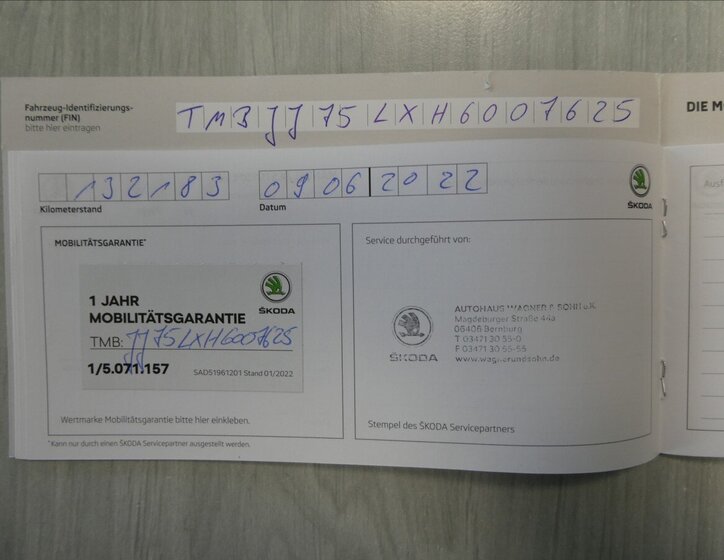 Fahrzeug-Identifizierungs-
nummer (FIN)
bitte hier eintragen
TMBJJ75LXH6007625
DIE M
132183
Kilometerstand
09062022
Datum
ŠKODA
MOBILITÄTSGARANTIE*
1 JAHR
MOBILITÄTSGARANTIE
ŠKODA
TMB: JJ75LXH6007625
1/5.071.157
SAD51961201 Stand 01/2022
Wertmarke Mobilitätsgarantie bitte hier einkleben.
*Kann nur durch einen ŠKODA Servicepartner ausgestellt werden.
Service durchgeführt von:
ŠKODA
AUTOHAUS WAGNER & SOHN e.K.
Magdeburger Straße 44a
06406 Bernburg
T 03471 30 55-0
F 03471 30 55-55
www.wagnerundsohn.de
Stempel des ŠKODA Servicepartners